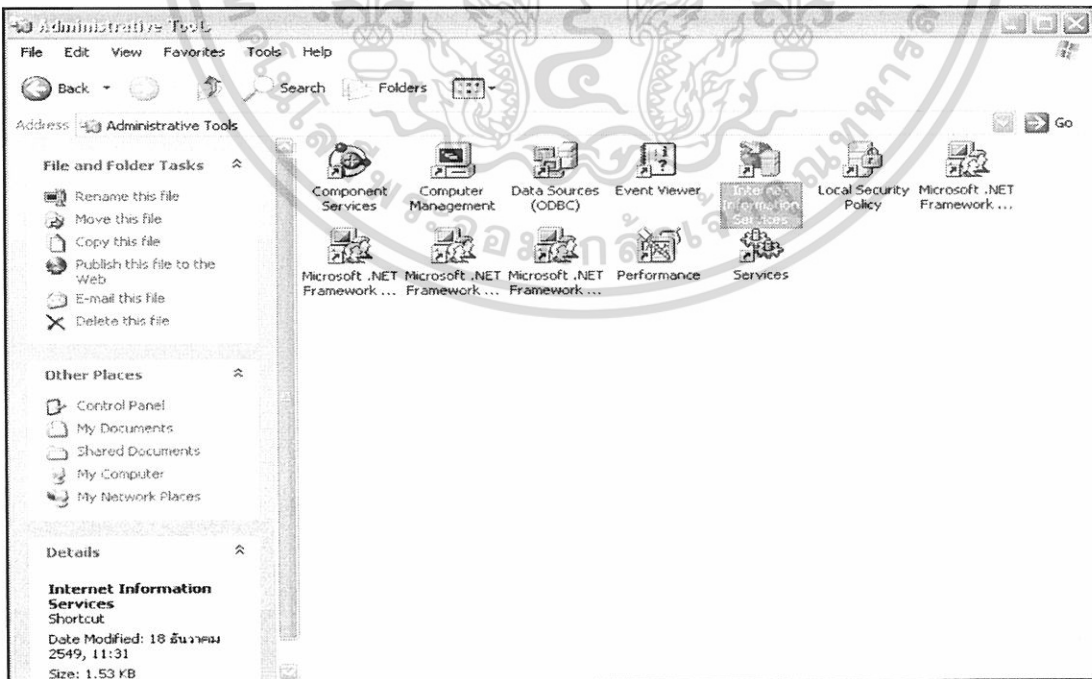 Administrative Tools
File Edit View Favorites Tools Help
Back Search Folders
Address Administrative Tools Go
File and Folder Tasks
Rename this file
Move this file
Copy this file
Publish this file to the
Web
E-mail this file
Delete this file
Other Places
Control Panel
My Documents
Shared Documents
My Computer
My Network Places
Details
Internet Information
Services
Shortcut
Date Modified: 18 ธันวาคม
2549, 11:31
Size: 1.53 KB
Component
Services
Computer
Management
Data Sources
(ODBC)
Event Viewer
Internet
Information
Services
Local Security
Policy
Microsoft .NET
Framework ...
Microsoft .NET
Framework ...
Microsoft .NET
Framework ...
Microsoft .NET
Framework ...
Performance
Services